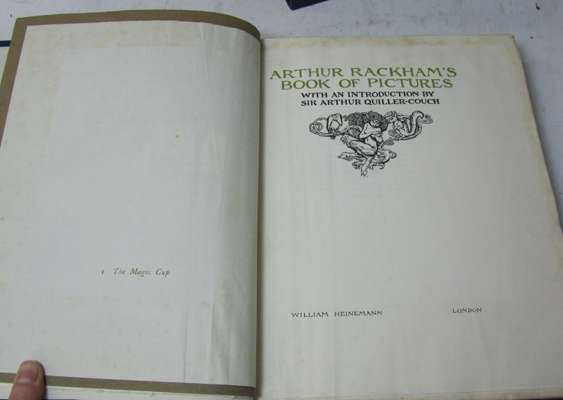 1 The Magic Cup
ARTHUR RACKHAM'S
BOOK OF PICTURES
WITH AN INTRODUCTION BY
SIR ARTHUR QUILLER-COUCH
WILLIAM HEINEMANN LONDON